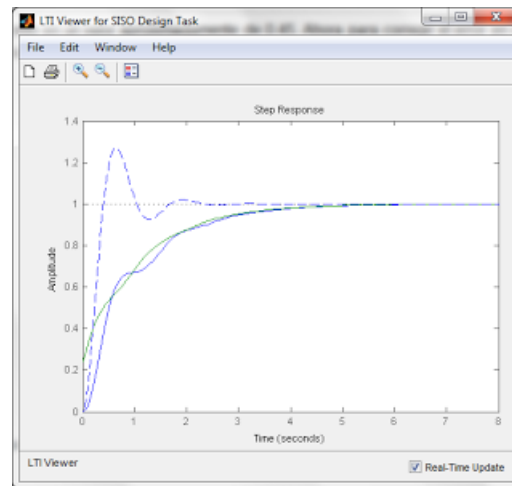 LTI Viewer for SISO Design Task
File Edit Window Help
Step Response
1.4
1.2
1
0.8
0.6
0.4
0.2
0
Amplitude
0 1 2 3 4 5 6 7 8
Time (seconds)
LTI Viewer
Real-Time Update